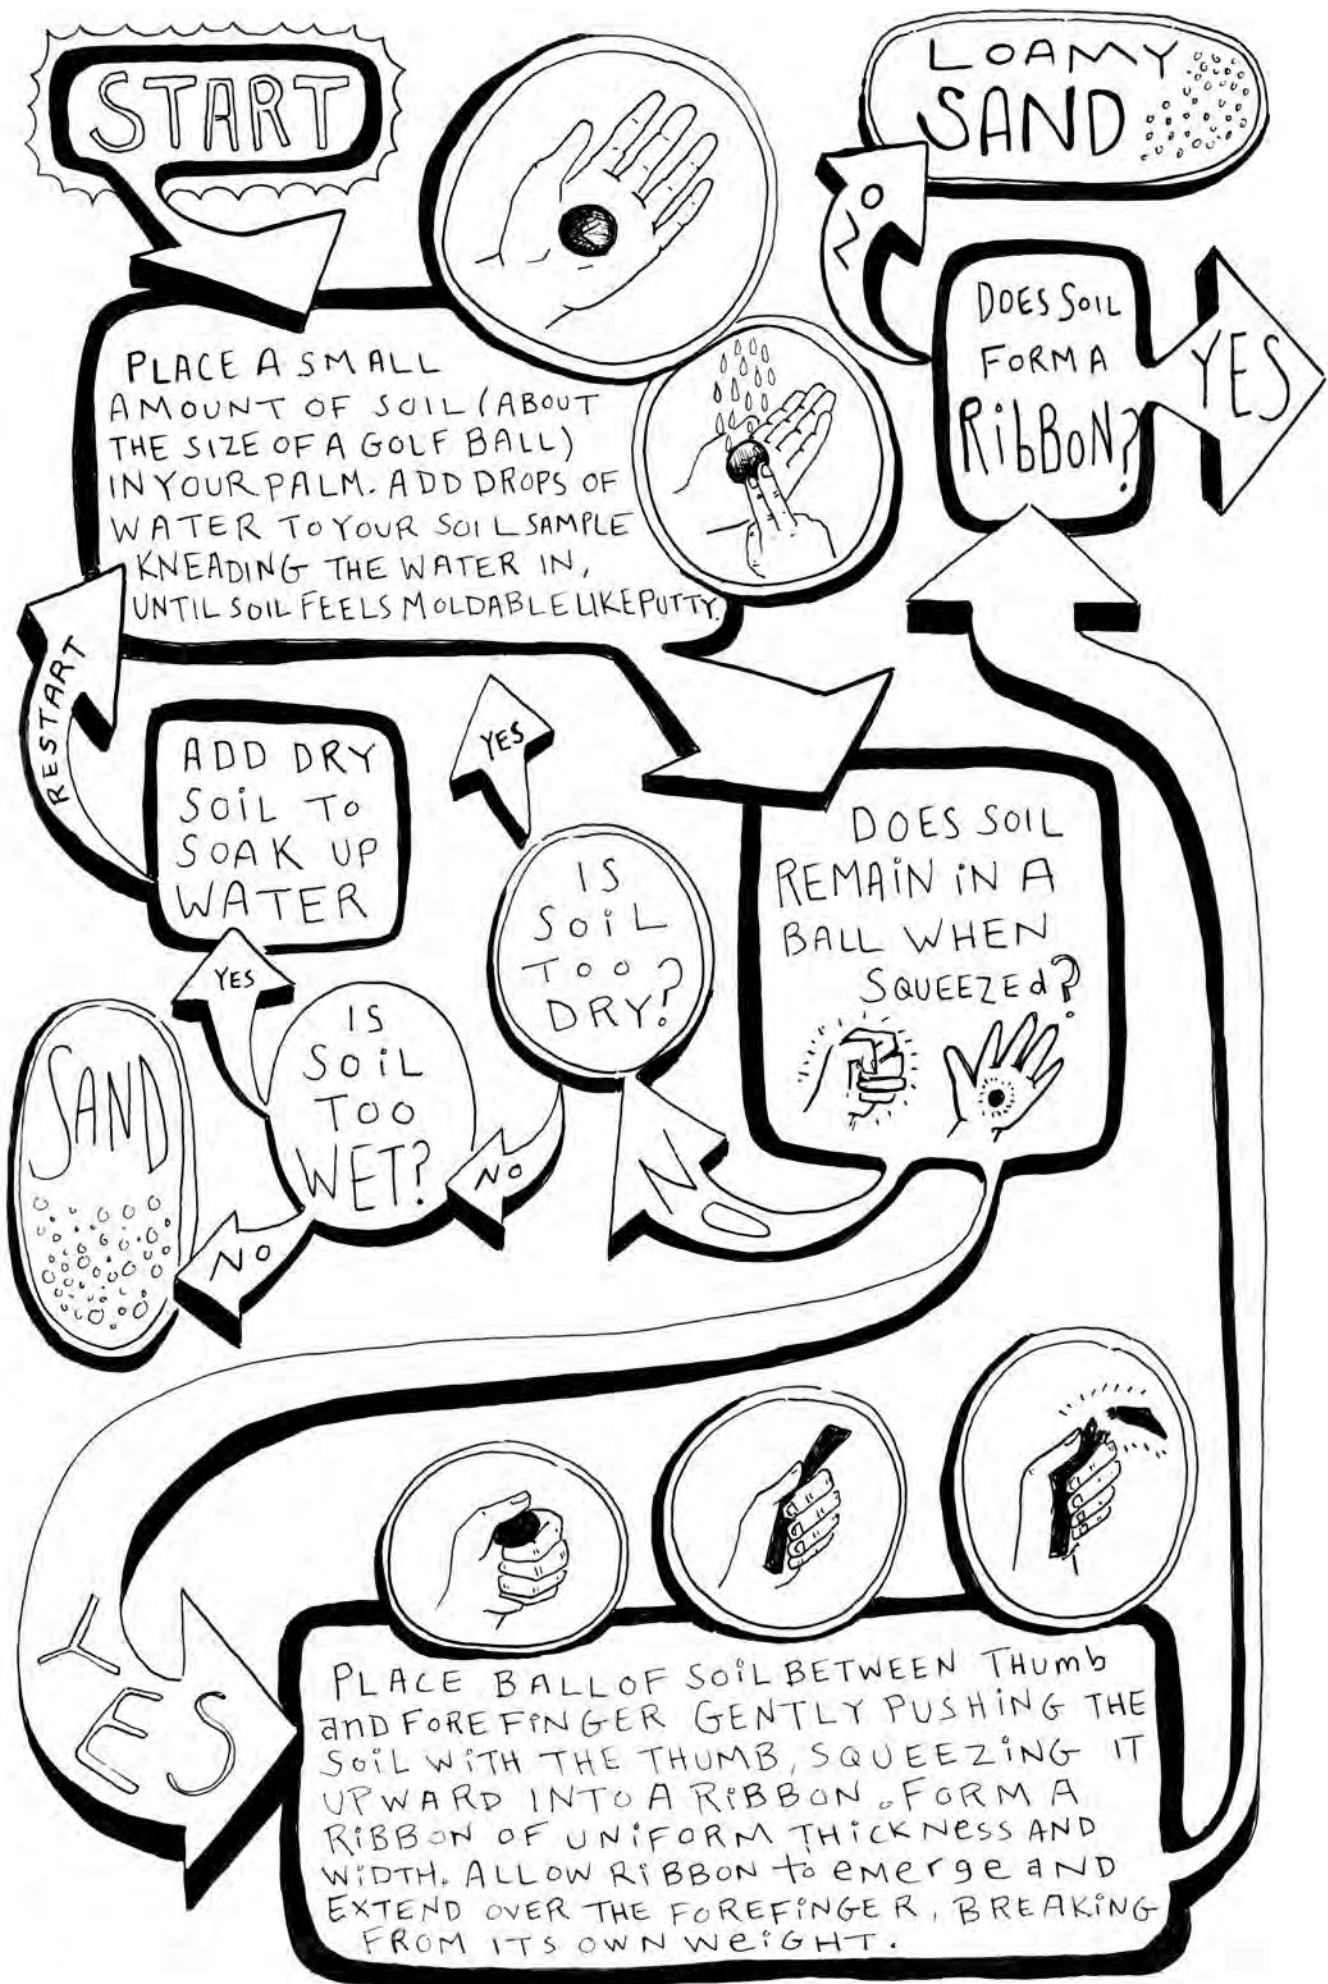 START
PLACE A SMALL
AMOUNT OF SOIL (ABOUT
THE SIZE OF A GOLF BALL)
IN YOUR PALM. ADD DROPS OF
WATER TO YOUR SOIL SAMPLE
KNEADING THE WATER IN,
UNTIL SOIL FEELS MOLDABLE LIKE PUTTY.
DOES SOIL
REMAIN IN A
BALL WHEN
SQUEEZEd?
NO
IS
SOIL
TOO
DRY?
YES
NO
IS
SOIL
TOO
WET?
YES
ADD DRY
SOIL TO
SOAK UP
WATER
RESTART
NO
SAND
YES
PLACE BALL OF SOIL BETWEEN THumb
anD FOREFINGER GENTLY PUSHING THE
SOIL WITH THE THUMB, SQUEEZING IT
UPWARD INTO A RIBBON. FORM A
RIBBON OF UNIFORM THICKNeSS AND
WIDTH. ALLOW RIBBON to emerge aND
EXTEND OVER THE FOREFINGER, BREAKING
FROM ITS OWN WeIGHT.
DOES SOIL
FORM A
RibBON?
NO
LOAMY
SAND
YES